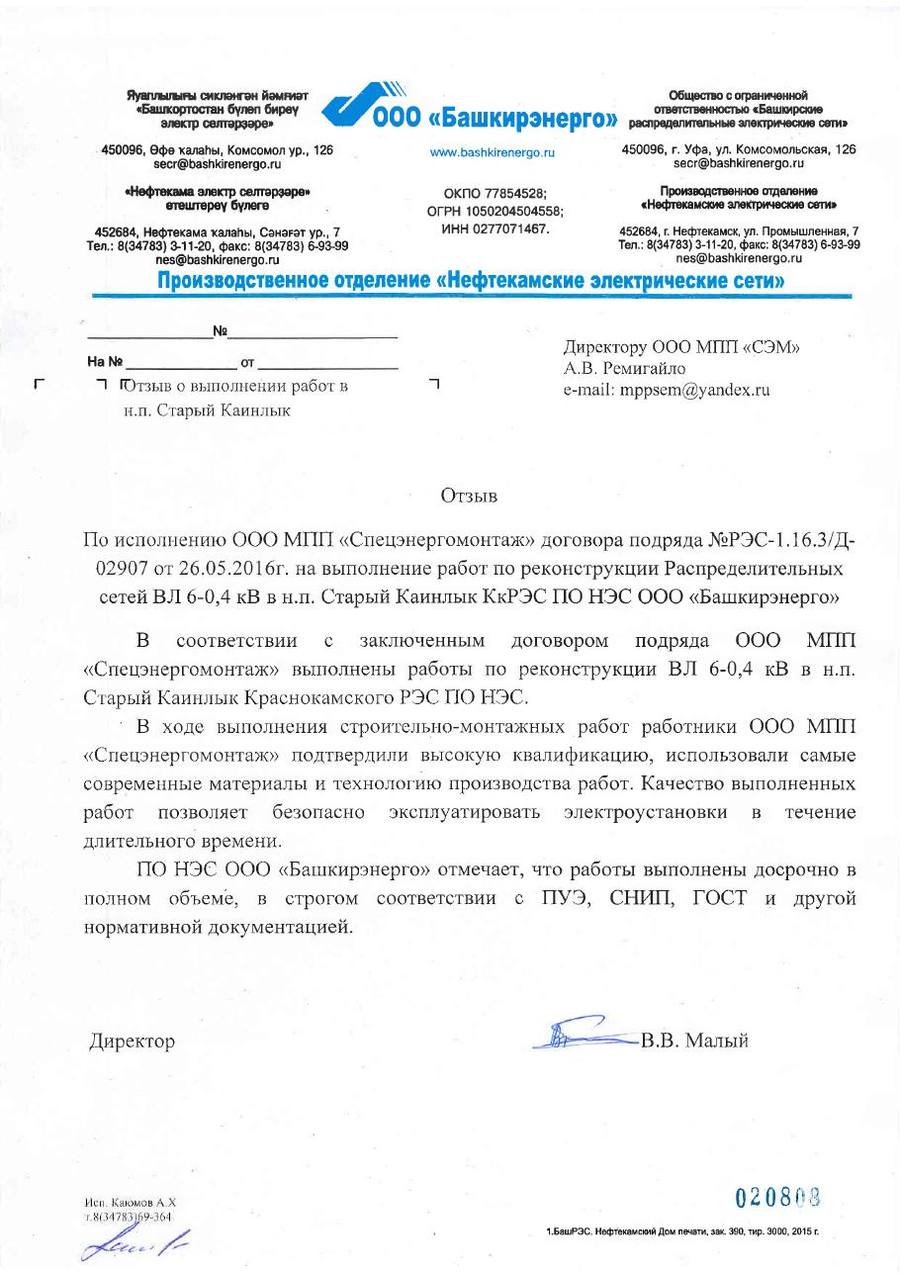 Яуаплылығы сикләнгән йәмғиәт
«Башҡортостан бүлеп биреү
электр селтәрҙәре»
450096, Өфө ҡалаһы, Комсомол ур., 126
secr@bashkirenergo.ru
«Нефтекама электр селтәрҙәре»
етештереү бүлеге
452684, Нефтекама ҡалаһы, Сәнәғәт ур., 7
Тел.: 8(34783) 3-11-20, факс: 8(34783) 6-93-99
nes@bashkirenergo.ru
ООО «Башкирэнерго»
www.bashkirenergo.ru
ОКПО 77854528;
ОГРН 1050204504558;
ИНН 0277071467.
Общество с ограниченной
ответственностью «Башкирские
распределительные электрические сети»
450096, г. Уфа, ул. Комсомольская, 126
secr@bashkirenergo.ru
Производственное отделение
«Нефтекамские электрические сети»
452684, г. Нефтекамск, ул. Промышленная, 7
Тел.: 8(34783) 3-11-20, факс: 8(34783) 6-93-99
nes@bashkirenergo.ru
Производственное отделение «Нефтекамские электрические сети»
____________№____________
На № ____________ от ____________
Отзыв о выполнении работ в
н.п. Старый Каинлык
Директору ООО МПП «СЭМ»
А.В. Ремигайло
e-mail: mppsem@yandex.ru
Отзыв
По исполнению ООО МПП «Спецэнергомонтаж» договора подряда №РЭС-1.16.3/Д-
02907 от 26.05.2016г. на выполнение работ по реконструкции Распределительных
сетей ВЛ 6-0,4 кВ в н.п. Старый Каинлык КкРЭС ПО НЭС ООО «Башкирэнерго»
В соответствии с заключенным договором подряда ООО МПП
«Спецэнергомонтаж» выполнены работы по реконструкции ВЛ 6-0,4 кВ в н.п.
Старый Каинлык Краснокамского РЭС ПО НЭС.
В ходе выполнения строительно-монтажных работ работники ООО МПП
«Спецэнергомонтаж» подтвердили высокую квалификацию, использовали самые
современные материалы и технологию производства работ. Качество выполненных
работ позволяет безопасно эксплуатировать электроустановки в течение
длительного времени.
ПО НЭС ООО «Башкирэнерго» отмечает, что работы выполнены досрочно в
полном объеме, в строгом соответствии с ПУЭ, СНИП, ГОСТ и другой
нормативной документацией.
Директор
В.В. Малый
Исп. Каюмов А.Х
т.8(34783)69-364
020808
1.БашРЭС. Нефтекамский Дом печати, зак. 390, тир. 3000, 2015 г.